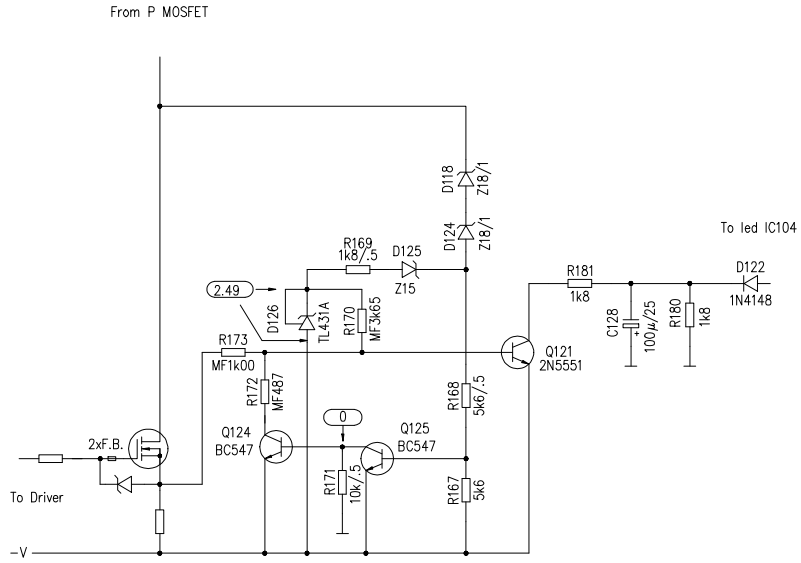 From P MOSFET
D118
Z18/1
D124
Z18/1
To led IC104
R169
1k8/.5
D125
Z15
R181
1k8
D122
1N4148
2.49
D126
TL431A
R170
MF3k65
C128
100µ/25
+
R180
1k8
R173
MF1k00
Q121
2N5551
R172
MF487
R168
5k6/.5
0
Q124
BC547
Q125
BC547
2xF.B.
R171
10k/.5
R167
5k6
To Driver
-V